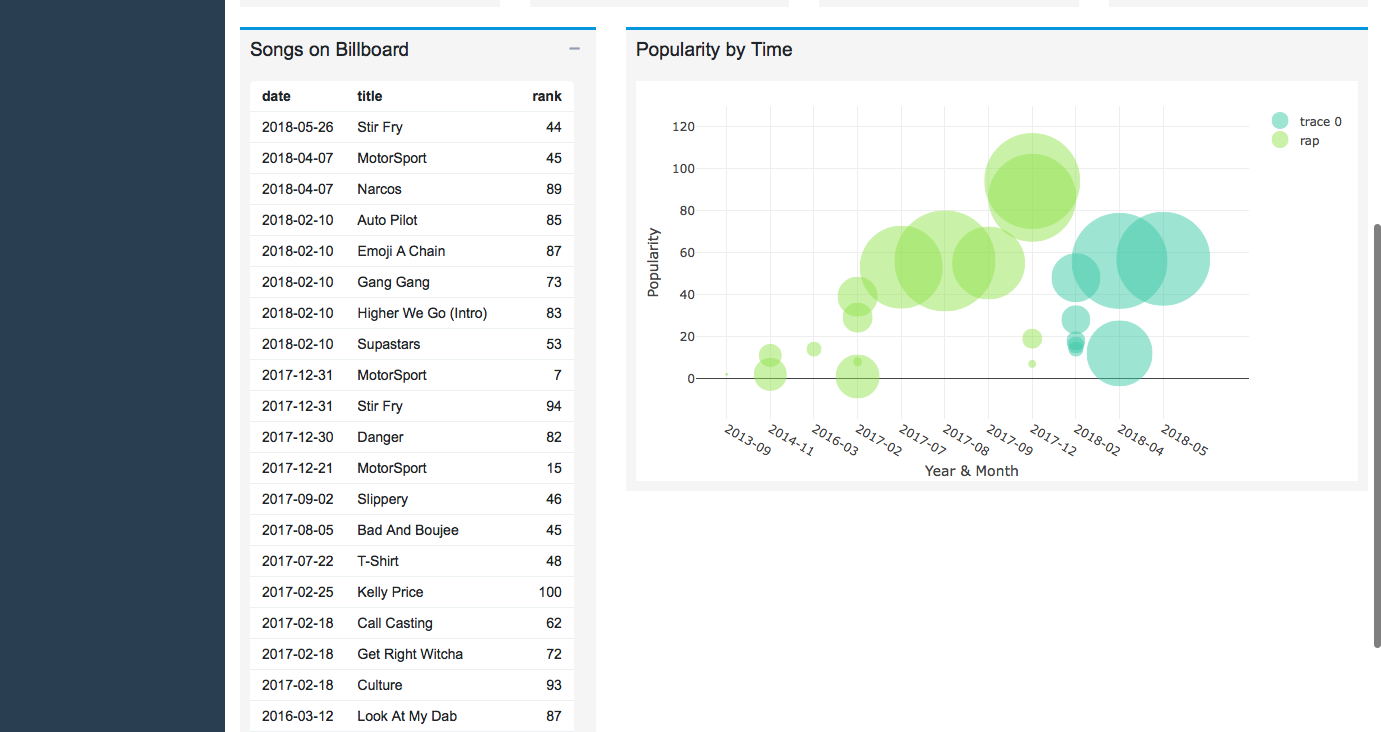 Songs on Billboard
date title rank
2018-05-26 Stir Fry 44
2018-04-07 MotorSport 45
2018-04-07 Narcos 89
2018-02-10 Auto Pilot 85
2018-02-10 Emoji A Chain 87
2018-02-10 Gang Gang 73
2018-02-10 Higher We Go (Intro) 83
2018-02-10 Supastars 53
2017-12-31 MotorSport 7
2017-12-31 Stir Fry 94
2017-12-30 Danger 82
2017-12-21 MotorSport 15
2017-09-02 Slippery 46
2017-08-05 Bad And Boujee 45
2017-07-22 T-Shirt 48
2017-02-25 Kelly Price 100
2017-02-18 Call Casting 62
2017-02-18 Get Right Witcha 72
2017-02-18 Culture 93
2016-03-12 Look At My Dab 87
Popularity by Time
trace 0
rap
Popularity
120
100
80
60
40
20
0
2013-09 2014-11 2016-03 2017-02 2017-07 2017-08 2017-09 2017-12 2018-02 2018-04 2018-05
Year & Month